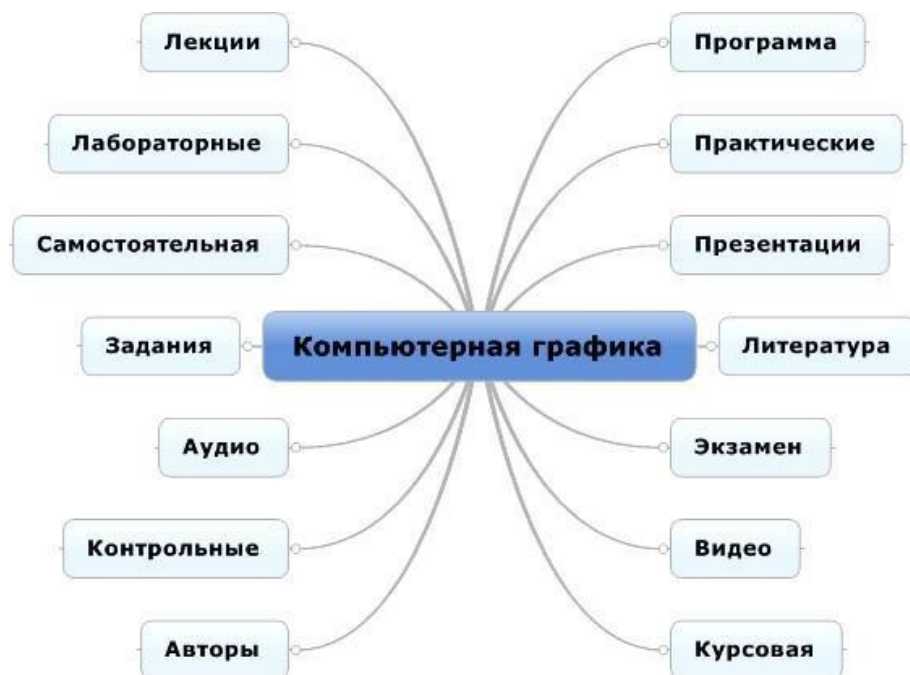 Лекции
Программа
Лабораторные
Практические
Самостоятельная
Презентации
Задания
Компьютерная графика
Литература
Аудио
Экзамен
Контрольные
Видео
Авторы
Курсовая